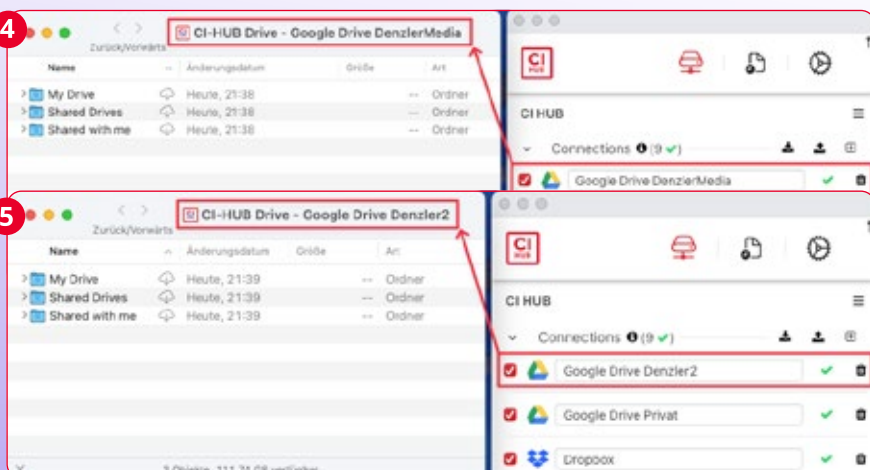 4
CI-HUB Drive - Google Drive DenzlerMedia
Zurück/Vorwärts
Name Änderungsdatum Größe Art
My Drive Heute, 21:38 -- Ordner
Shared Drives Heute, 21:38 -- Ordner
Shared with me Heute, 21:38 -- Ordner
CI
HUB
CI HUB
Connections (9 ✓)
Google Drive DenzlerMedia
5
CI-HUB Drive - Google Drive Denzler2
Zurück/Vorwärts
Name Änderungsdatum Größe Art
My Drive Heute, 21:39 -- Ordner
Shared Drives Heute, 21:39 -- Ordner
Shared with me Heute, 21:39 -- Ordner
CI
HUB
CI HUB
Connections (9 ✓)
Google Drive Denzler2
Google Drive Privat
Dropbox